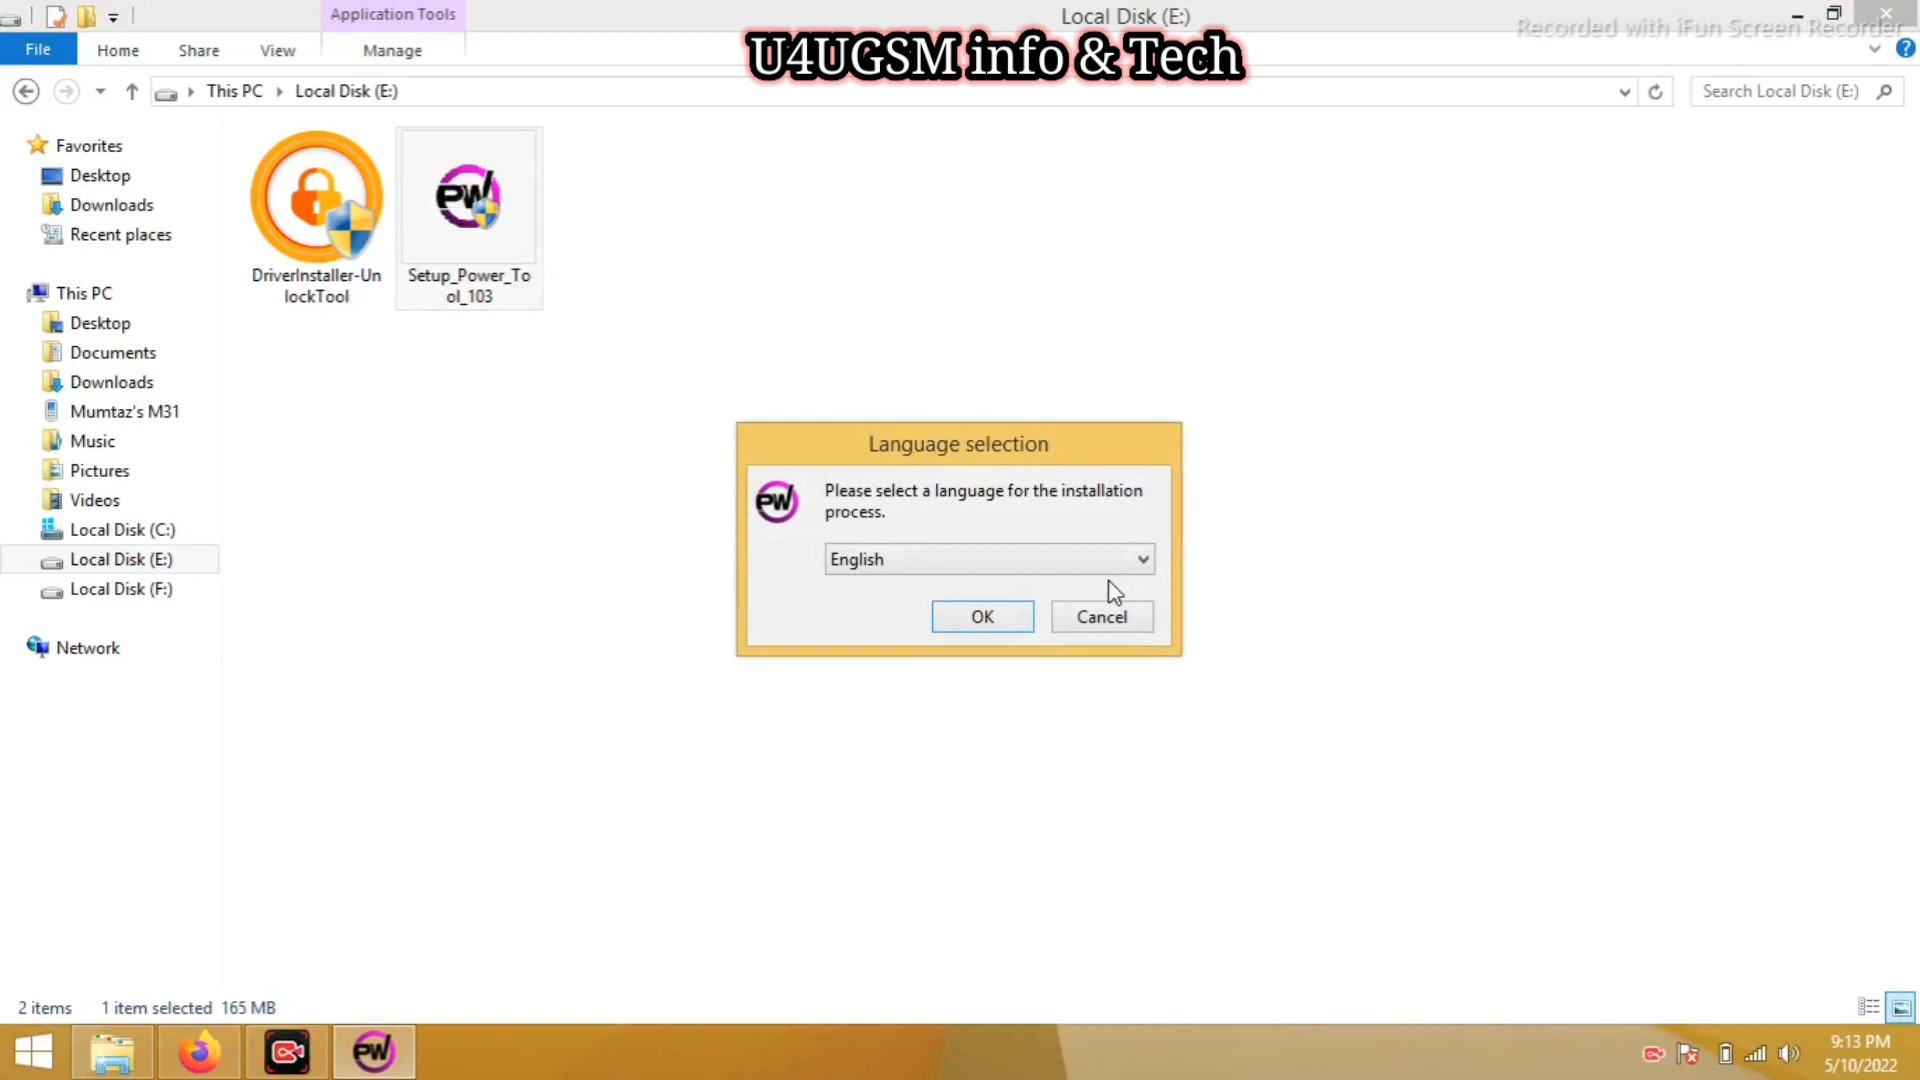 Application Tools
Local Disk (E:)
Recorded with iFun Screen Recorder
File
Home
Share
View
Manage
U4UGSM info & Tech
This PC
Local Disk (E:)
Search Local Disk (E:)
Favorites
Desktop
Downloads
Recent places
This PC
Desktop
Documents
Downloads
Mumtaz's M31
Music
Pictures
Videos
Local Disk (C:)
Local Disk (E:)
Local Disk (F:)
Network
DriverInstaller-Un
lockTool
PW
Setup_Power_To
ol_103
Language selection
PW
Please select a language for the installation
process.
English
OK
Cancel
2 items
1 item selected 165 MB
PW
9:13 PM
5/10/2022